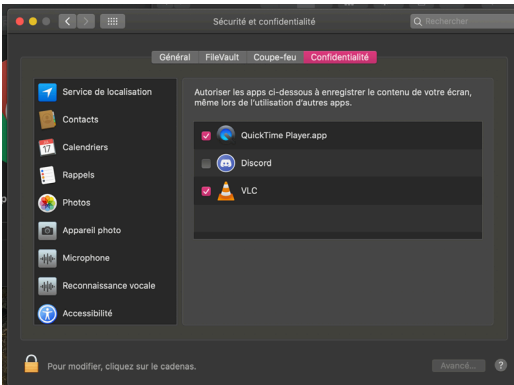 Sécurité et confidentialité
Rechercher
Général FileVault Coupe-feu Confidentialité
Service de localisation
Contacts
17
Calendriers
Rappels
Photos
Appareil photo
Microphone
Reconnaissance vocale
Accessibilité
Autoriser les apps ci-dessous à enregistrer le contenu de votre écran,
même lors de l'utilisation d'autres apps.
QuickTime Player.app
Discord
VLC
Pour modifier, cliquez sur le cadenas.
Avancé...
?